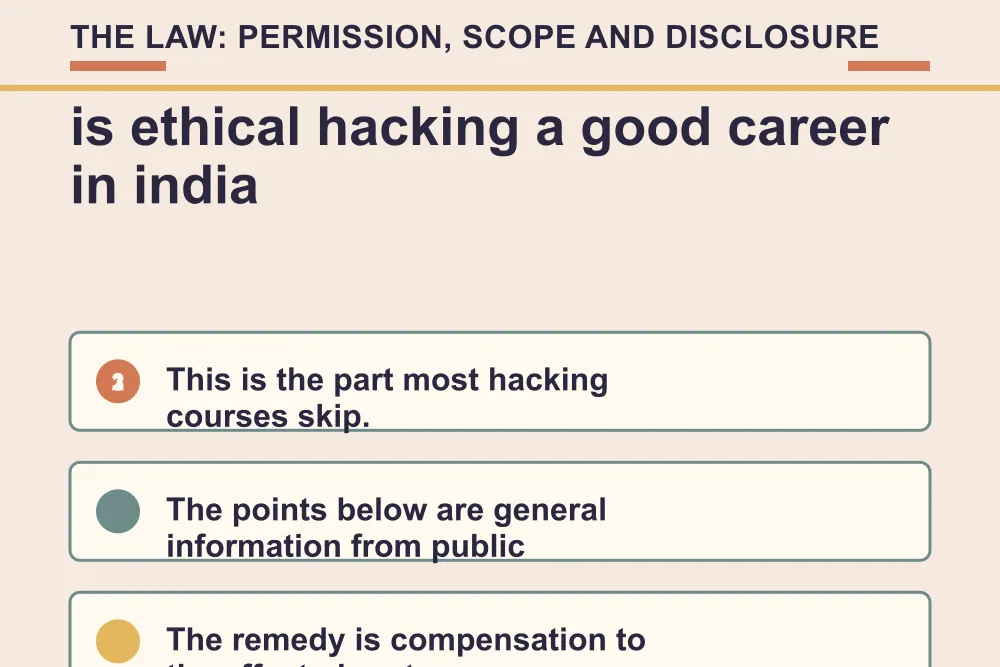 THE LAW: PERMISSION, SCOPE AND DISCLOSURE
is ethical hacking a good career
in india
This is the part most hacking
courses skip.
The points below are general
information from public
The remedy is compensation to